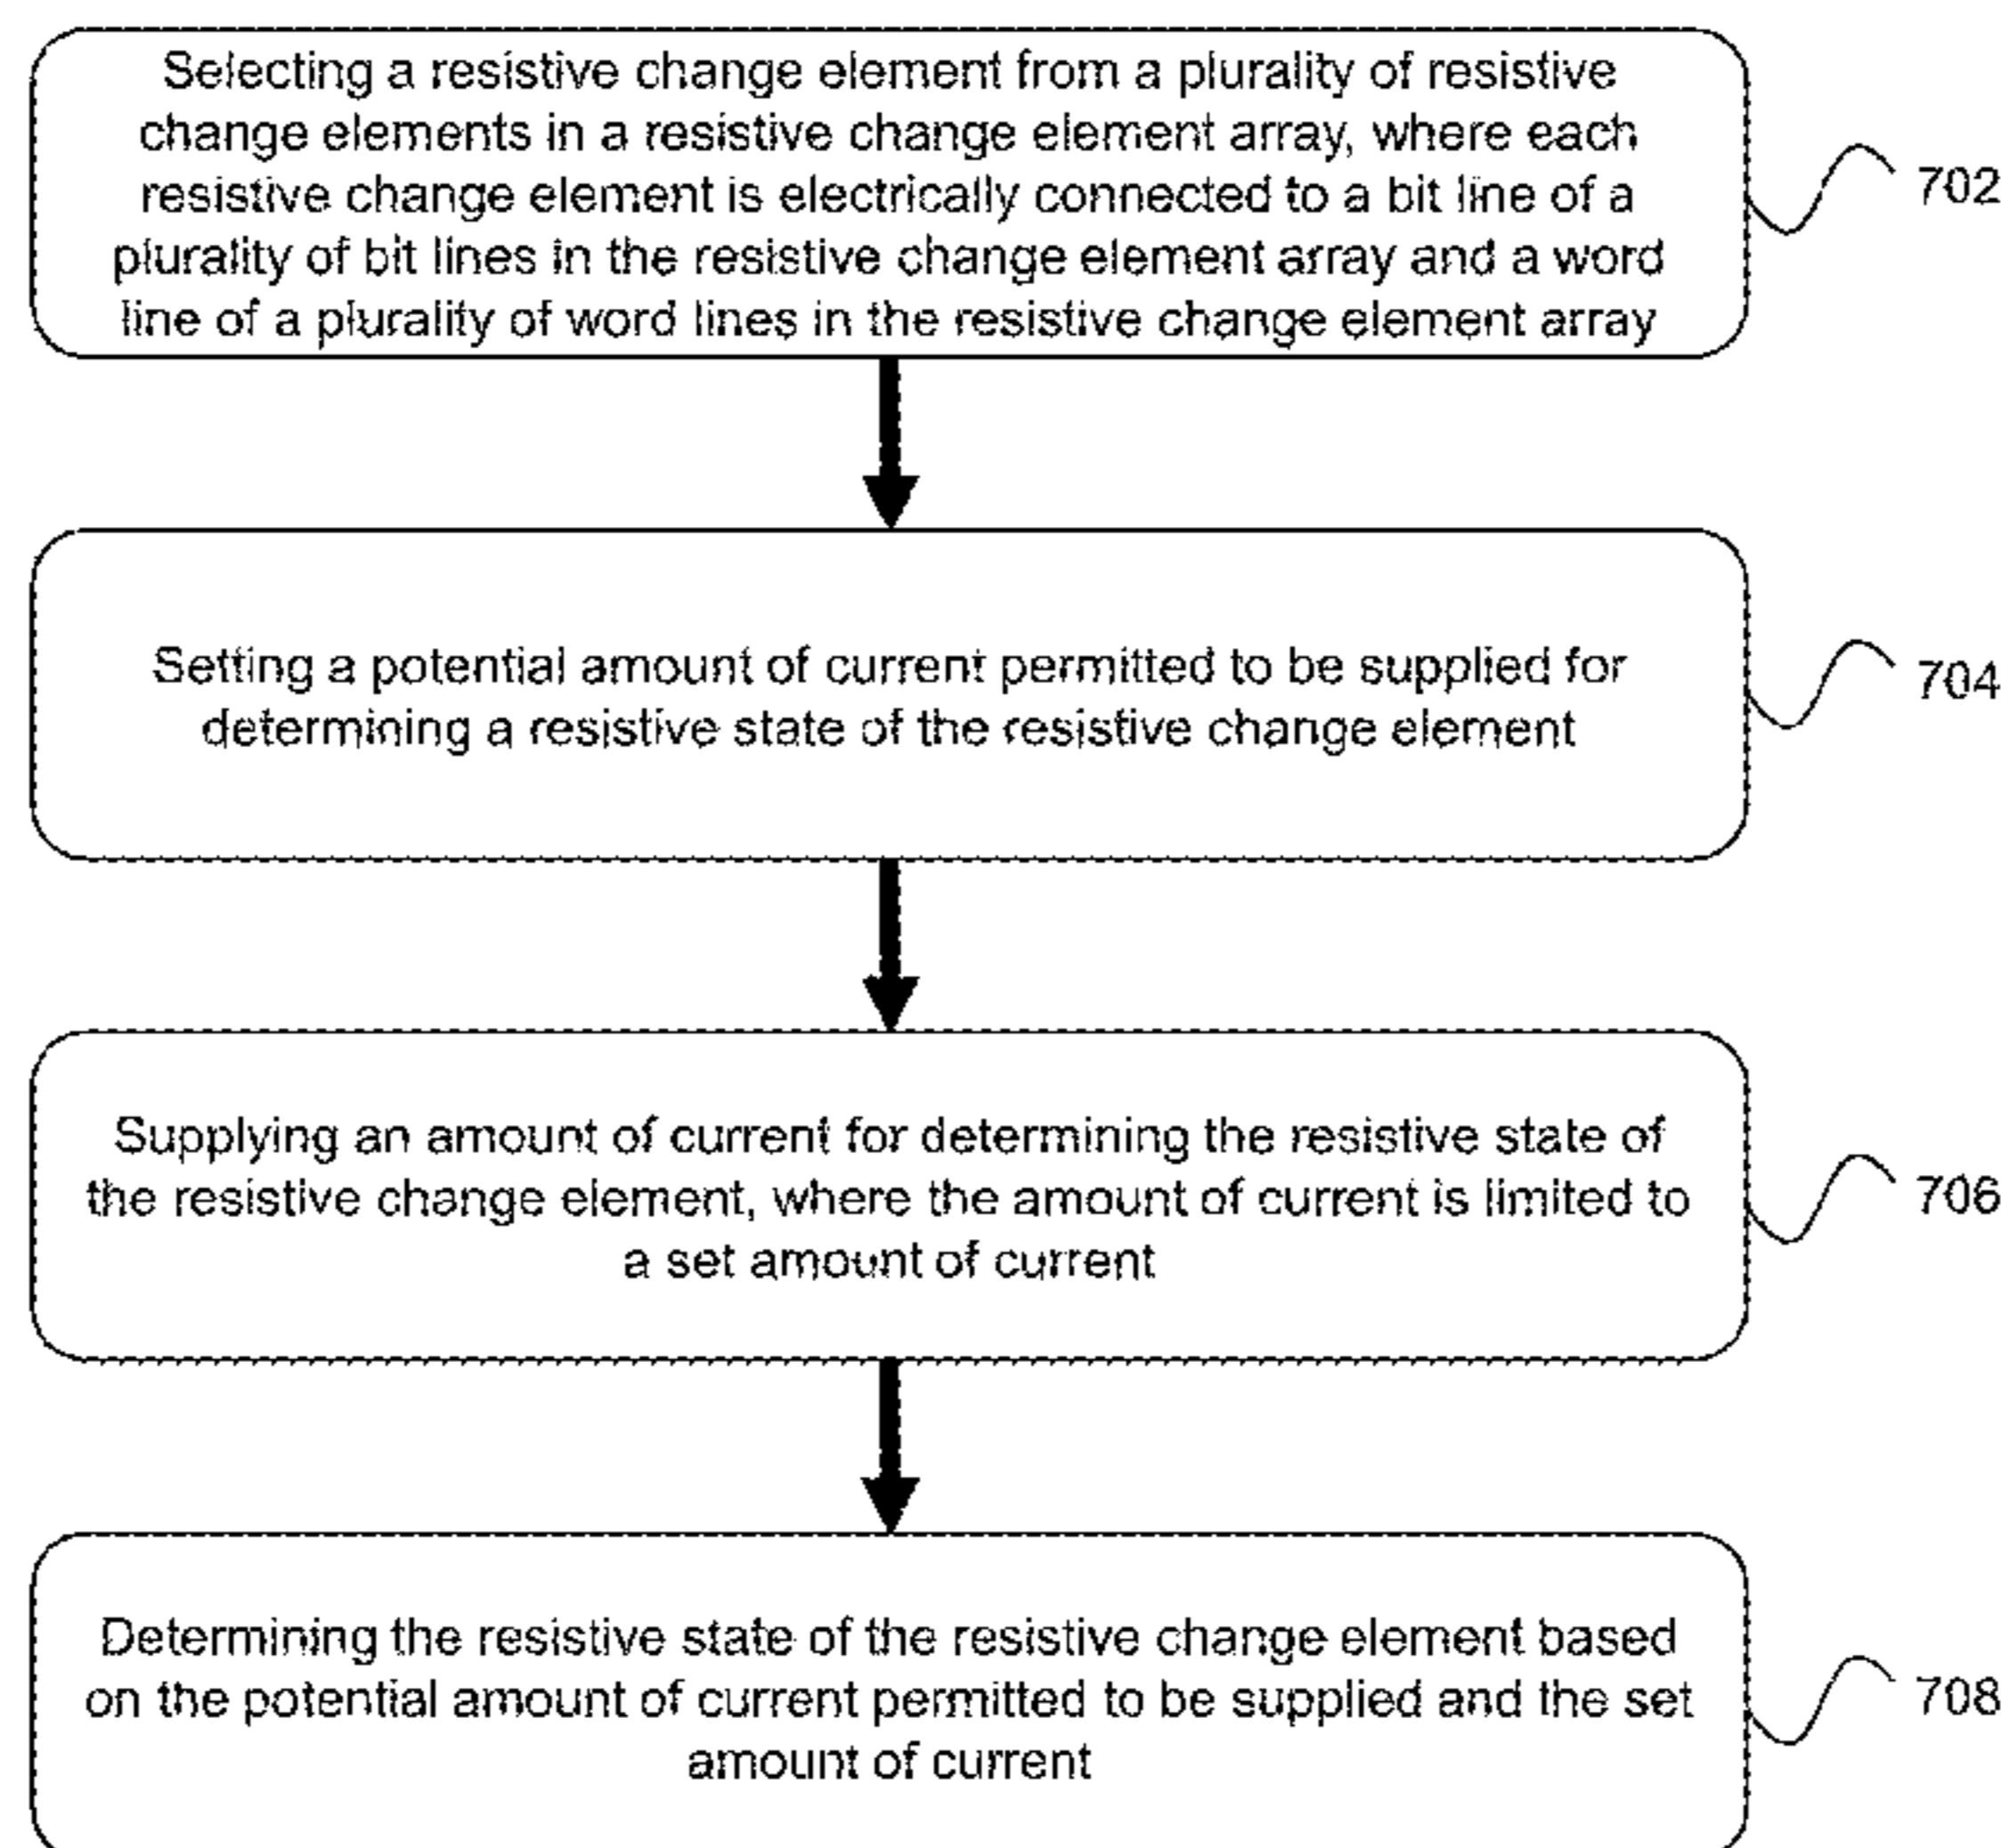 Selecting a resistive change element from a plurality of resistive
change elements in a resistive change element array, where each
resistive change element is electrically connected to a bit line of a
plurality of bit lines in the resistive change element array and a word
line of a plurality of word lines in the resistive change element array
702
Setting a potential amount of current permitted to be supplied for
determining a resistive state of the resistive change element
704
Supplying an amount of current for determining the resistive state of
the resistive change element, where the amount of current is limited to
a set amount of current
706
Determining the resistive state of the resistive change element based
on the potential amount of current permitted to be supplied and the set
amount of current
708